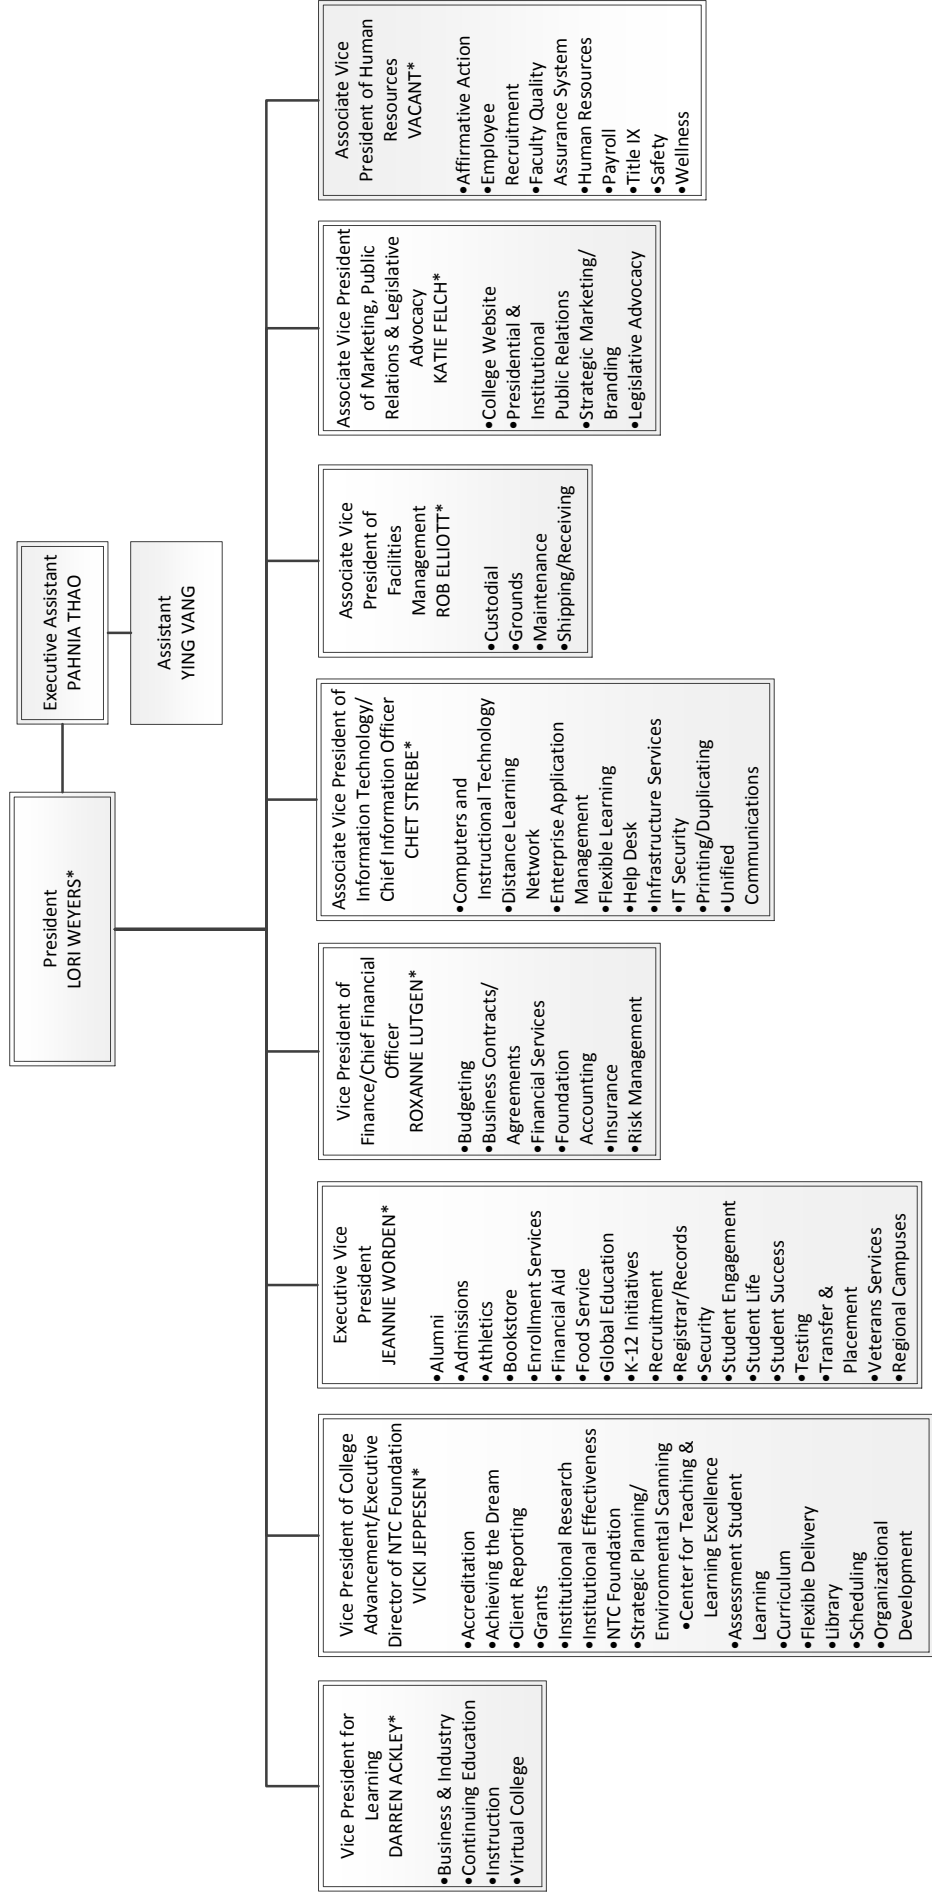 President
LORI WEYERS*
Executive Assistant
PAHNIA THAO
Assistant
YING VANG
Vice President for
Learning
DARREN ACKLEY*
•Business & Industry
•Continuing Education
•Instruction
•Virtual College
Vice President of College
Advancement/Executive
Director of NTC Foundation
VICKI JEPPESEN*
•Accreditation
•Achieving the Dream
•Client Reporting
•Grants
•Institutional Research
•Institutional Effectiveness
•NTC Foundation
•Strategic Planning/
Environmental Scanning
•Center for Teaching &
Learning Excellence
•Assessment Student
Learning
•Curriculum
•Flexible Delivery
•Library
•Scheduling
•Organizational
Development
Executive Vice
President
JEANNIE WORDEN*
•Alumni
•Admissions
•Athletics
•Bookstore
•Enrollment Services
•Financial Aid
•Food Service
•Global Education
•K-12 Initiatives
•Recruitment
•Registrar/Records
•Security
•Student Engagement
•Student Life
•Student Success
•Testing
•Transfer &
Placement
•Veterans Services
•Regional Campuses
Vice President of
Finance/Chief Financial
Officer
ROXANNE LUTGEN*
•Budgeting
•Business Contracts/
Agreements
•Financial Services
•Foundation
Accounting
•Insurance
•Risk Management
Associate Vice President of
Information Technology/
Chief Information Officer
CHET STREBE*
•Computers and
Instructional Technology
•Distance Learning
Network
•Enterprise Application
Management
•Flexible Learning
•Help Desk
•Infrastructure Services
•IT Security
•Printing/Duplicating
•Unified
Communications
Associate Vice
President of
Facilities
Management
ROB ELLIOTT*
•Custodial
•Grounds
•Maintenance
•Shipping/Receiving
Associate Vice President
of Marketing, Public
Relations & Legislative
Advocacy
KATIE FELCH*
•College Website
•Presidential &
Institutional
Public Relations
•Strategic Marketing/
Branding
•Legislative Advocacy
Associate Vice
President of Human
Resources
VACANT*
•Affirmative Action
•Employee
Recruitment
•Faculty Quality
Assurance System
•Human Resources
•Payroll
•Title IX
•Safety
•Wellness